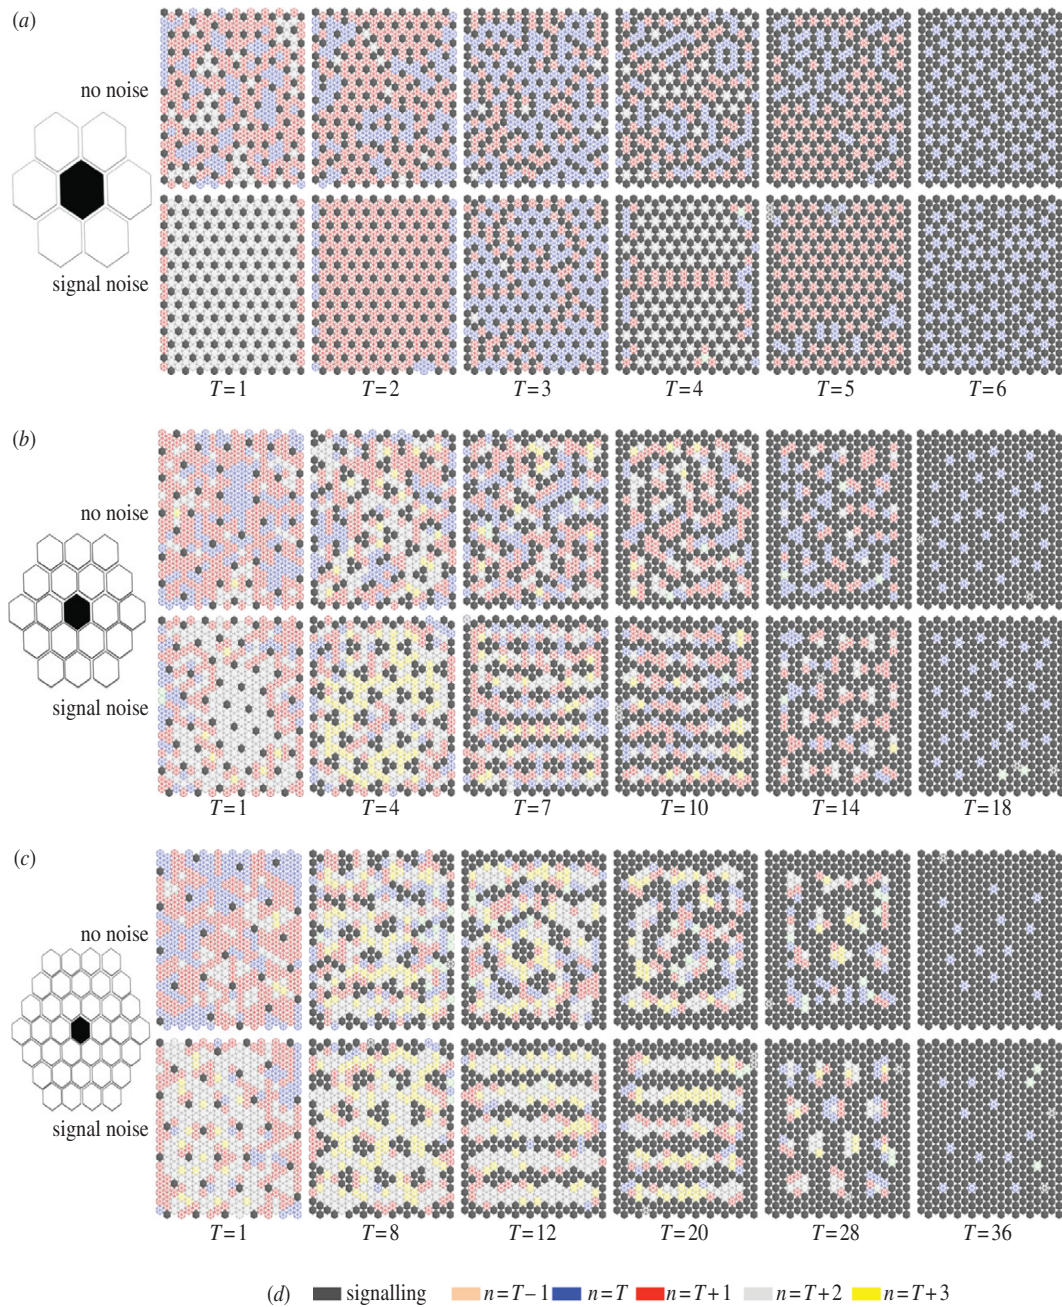 (a)
no noise
signal noise
T=1 T=2 T=3 T=4 T=5 T=6
(b)
no noise
signal noise
T=1 T=4 T=7 T=10 T=14 T=18
(c)
no noise
signal noise
T=1 T=8 T=12 T=20 T=28 T=36
(d) signalling n=T−1 n=T n=T+1 n=T+2 n=T+3